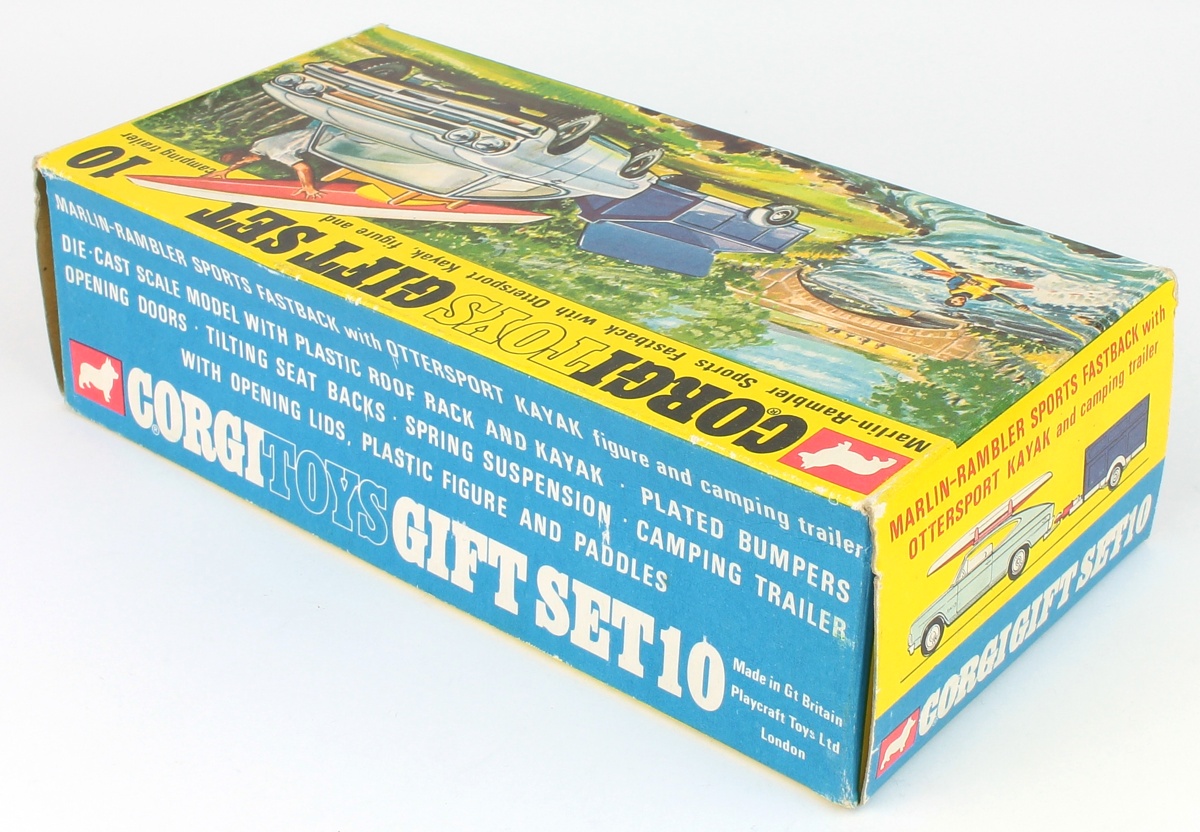 CORGI TOYS GIFT SET 10
®
Marlin-Rambler Sports Fastback with Ottersport Kayak, figure and camping trailer
MARLIN-RAMBLER SPORTS FASTBACK with OTTERSPORT KAYAK figure and camping trailer
DIE-CAST SCALE MODEL WITH PLASTIC ROOF RACK AND KAYAK · PLATED BUMPERS
OPENING DOORS · TILTING SEAT BACKS · SPRING SUSPENSION · CAMPING TRAILER
WITH OPENING LIDS, PLASTIC FIGURE AND PADDLES
CORGI TOYS GIFT SET 10
®
Made in Gt Britain
Playcraft Toys Ltd
London
MARLIN-RAMBLER SPORTS FASTBACK with
OTTERSPORT KAYAK and camping trailer
CORGI GIFT SET 10